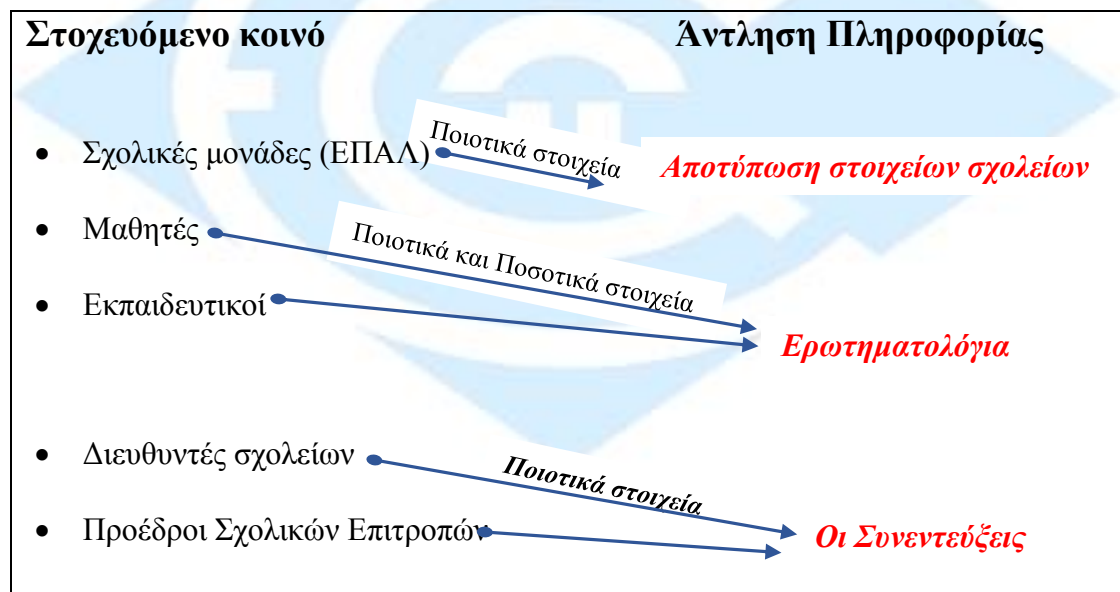 Στοχευόμενο κοινό Άντληση Πληροφορίας
• Σχολικές μονάδες (ΕΠΑΛ) Ποιοτικά στοιχεία Αποτύπωση στοιχείων σχολείων
• Μαθητές Ποιοτικά και Ποσοτικά στοιχεία
• Εκπαιδευτικοί
Ερωτηματολόγια
• Διευθυντές σχολείων Ποιοτικά στοιχεία
• Προέδροι Σχολικών Επιτροπών Οι Συνεντεύξεις